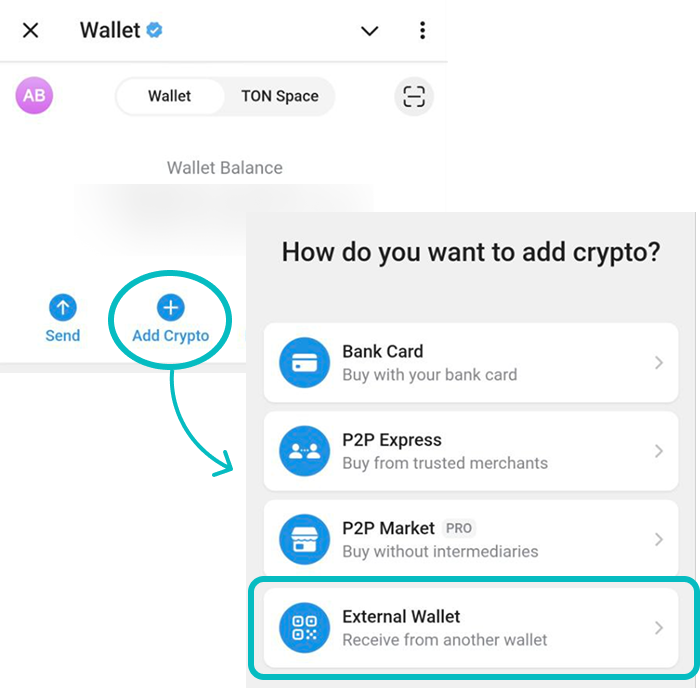 Wallet
AB
Wallet
TON Space
Wallet Balance
Send
Add Crypto
How do you want to add crypto?
Bank Card
Buy with your bank card
P2P Express
Buy from trusted merchants
P2P Market PRO
Buy without intermediaries
External Wallet
Receive from another wallet